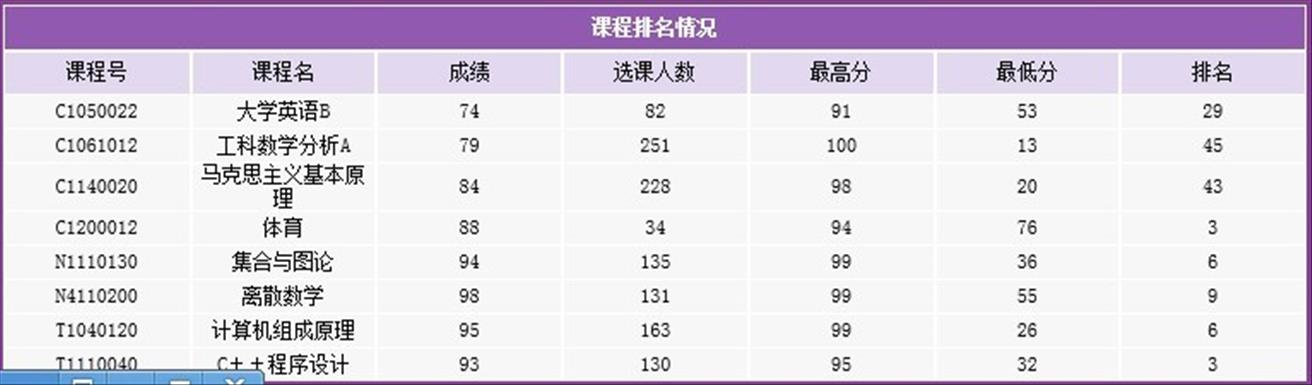 课程排名情况
课程号 课程名 成绩 选课人数 最高分 最低分 排名
C1050022 大学英语B 74 82 91 53 29
C1061012 工科数学分析A 79 251 100 13 45
C1140020 马克思主义基本原 84 228 98 20 43
理
C1200012 体育 88 34 94 76 3
N1110130 集合与图论 94 135 99 36 6
N4110200 离散数学 98 131 99 55 9
T1040120 计算机组成原理 95 163 99 26 6
T1110040 C++程序设计 93 130 95 32 3